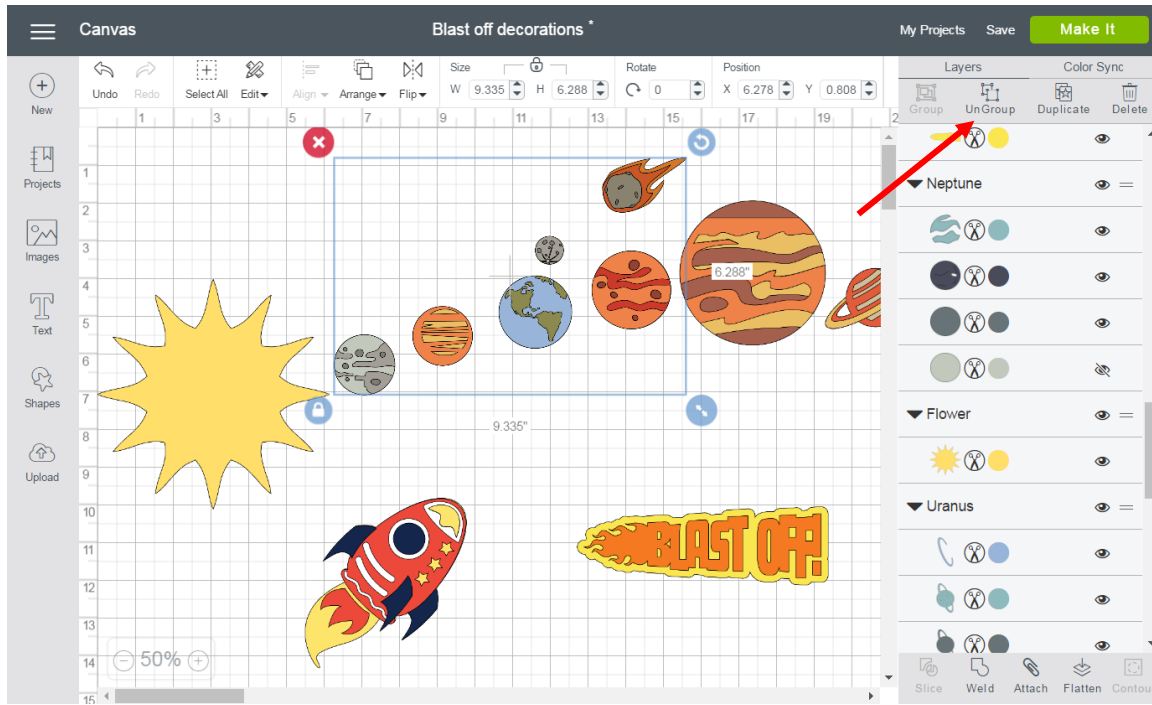 Canvas
Blast off decorations *
My Projects Save Make It
New
Projects
Images
Text
Shapes
Upload
Undo Redo Select All Edit Align Arrange Flip
Size W 9.335 H 6.288
Rotate 0
Position X 6.278 Y 0.808
1 3 5 7 9 11 13 15 17 19 2
1
2
3
4
5
6
7
8
9
10
11
12
13
14
15
6.288"
9.335"
BLAST OFF!
50%
Layers Color Sync
Group UnGroup Duplicate Delete
Neptune
Flower
Uranus
Slice Weld Attach Flatten Contou